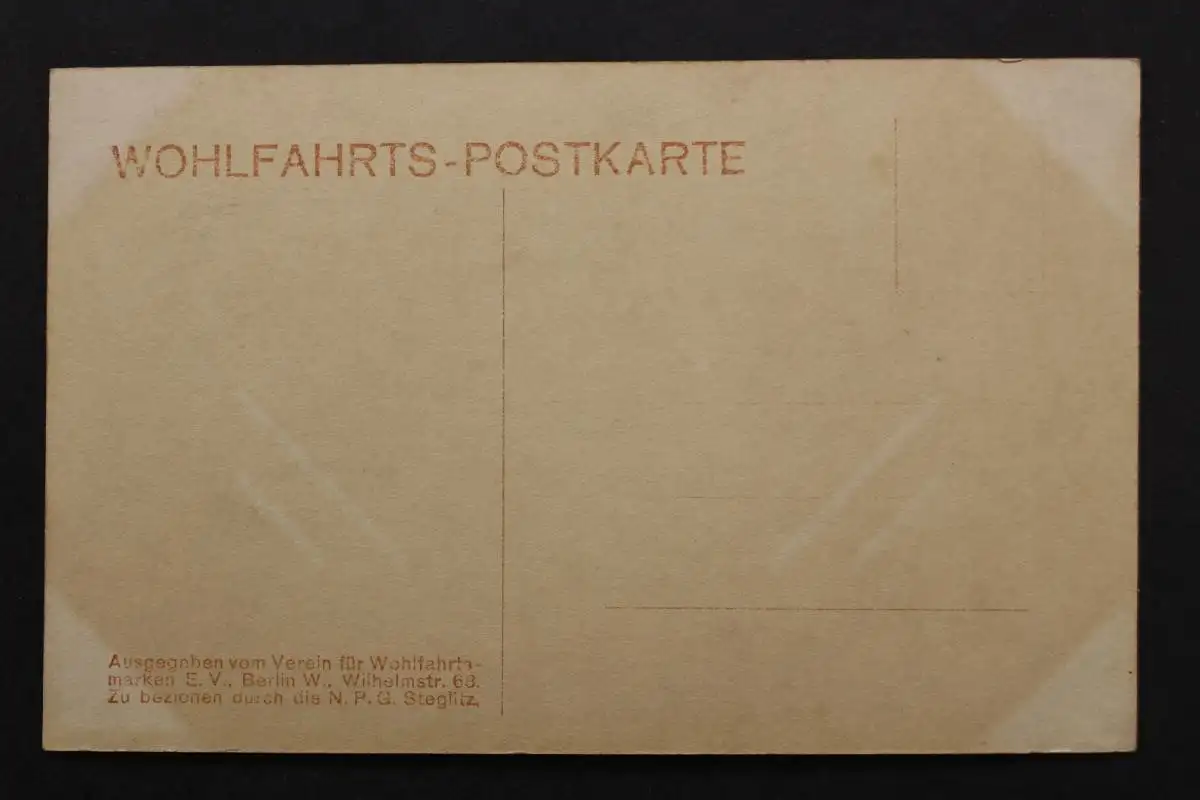 WOHLFAHRTS-POSTKARTE
Ausgegeben vom Verein für Wohlfahrts-
marken E. V., Berlin W., Wilhelmstr. 68.
Zu beziehen durch die N. P. G. Steglitz.